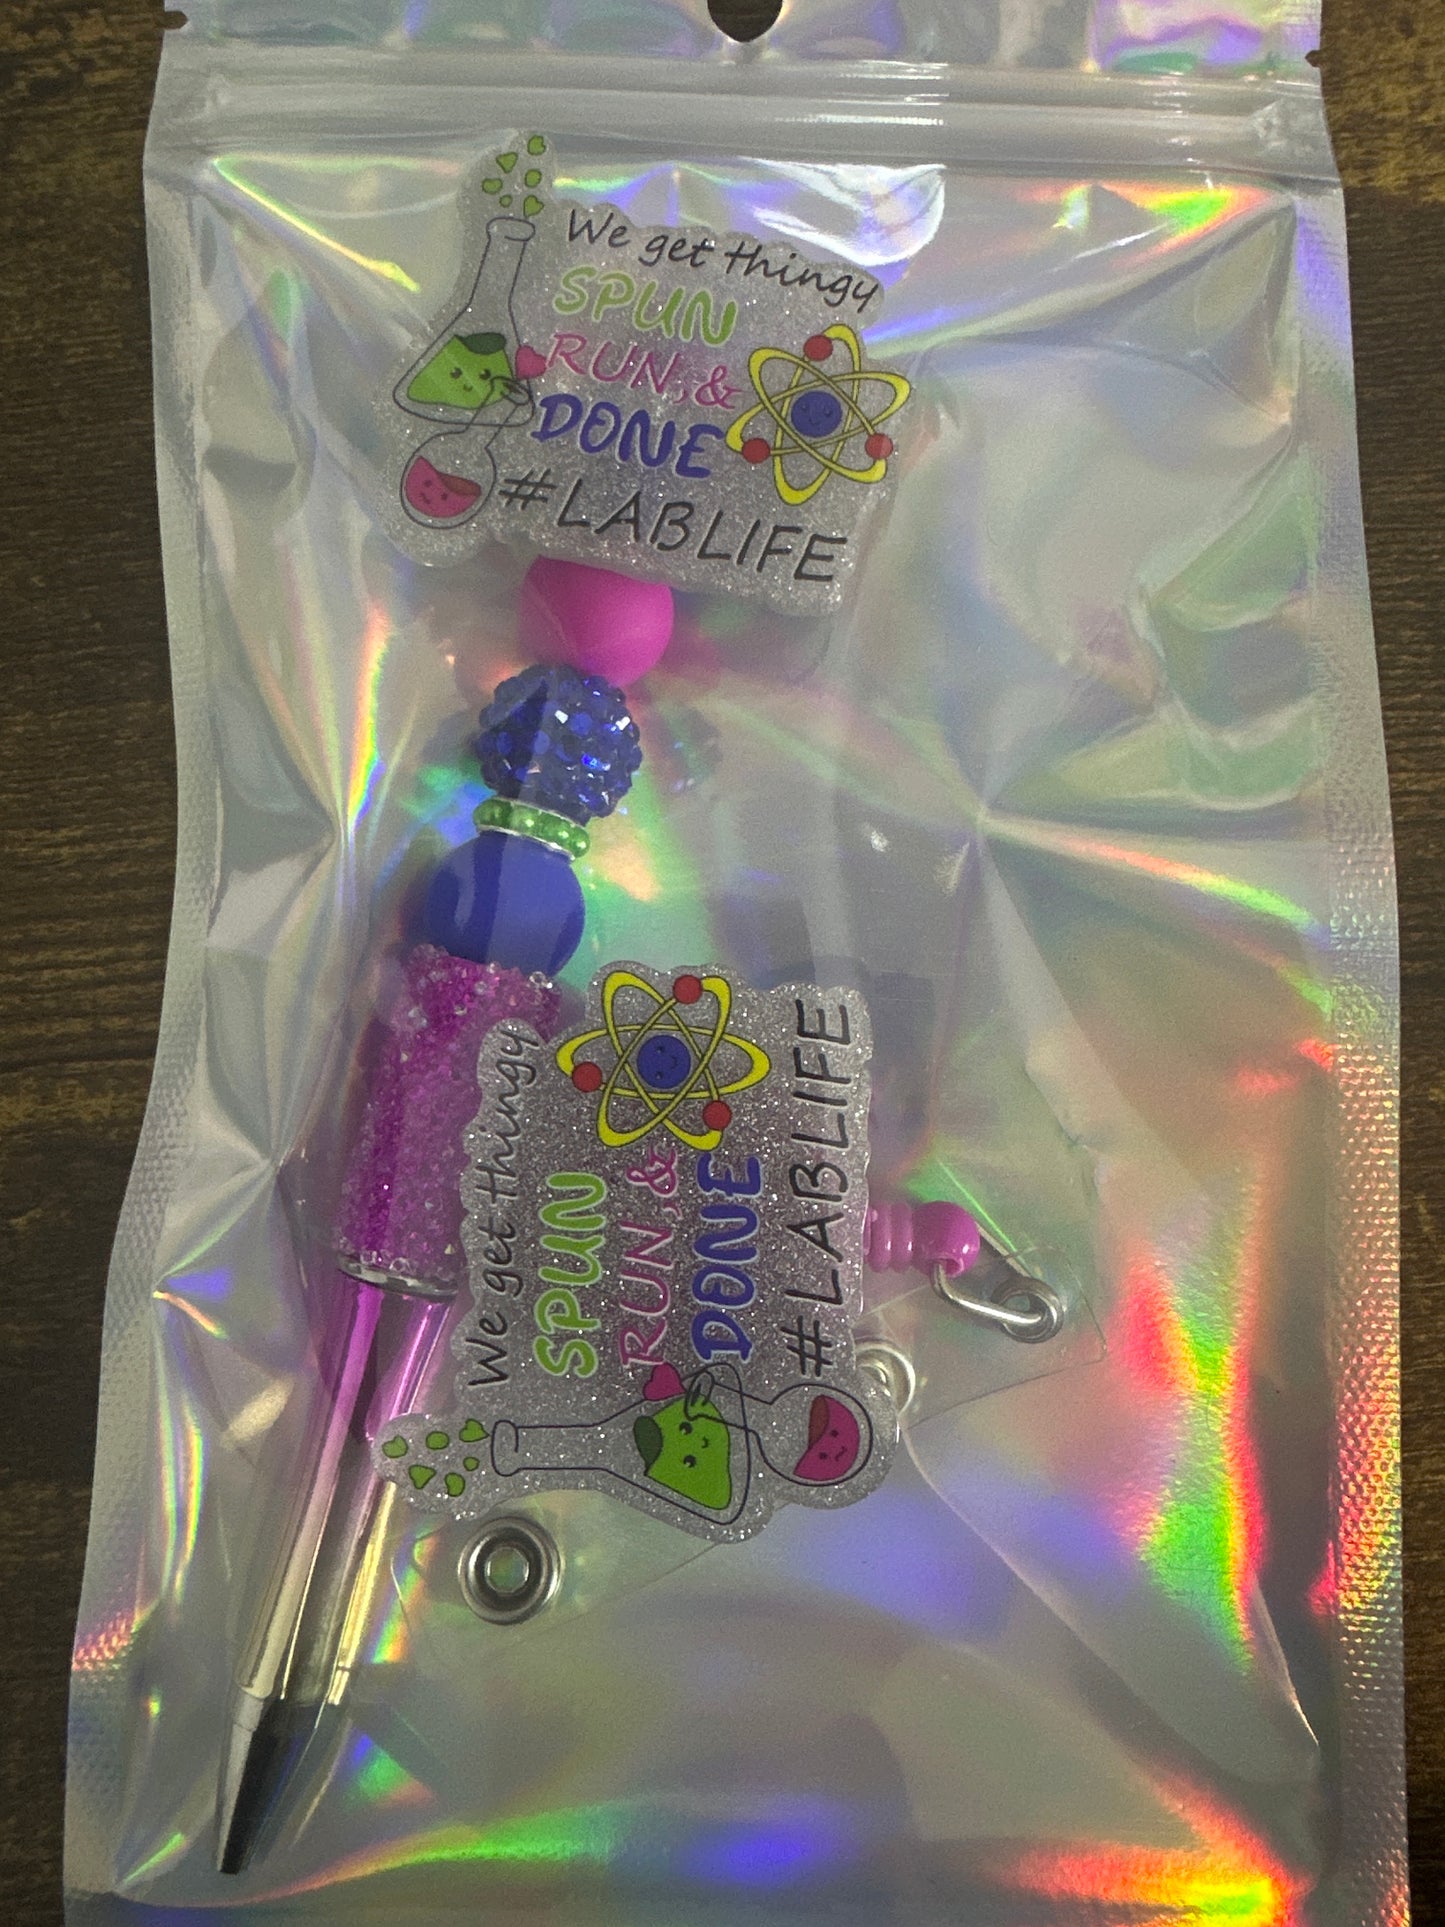 We get thingy
SPUN
RUN, &
DONE
#LABLIFE
We get thingy
SPUN
RUN, &
DONE
#LABLIFE